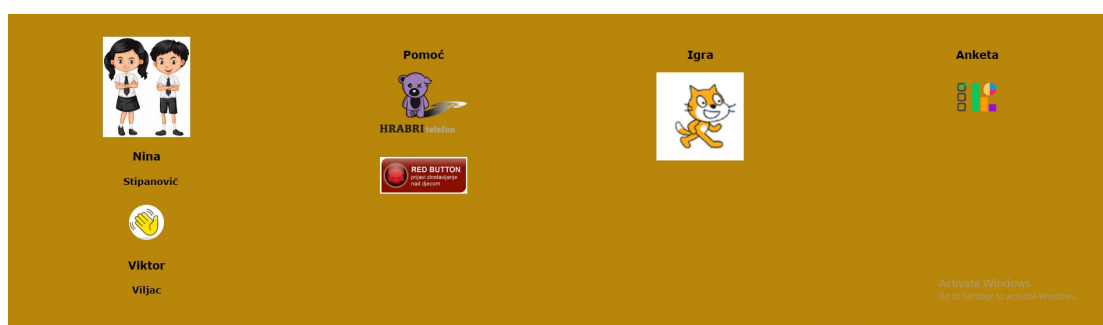 Nina
Stipanović
Viktor
Viljac
Pomoć
HRABRI telefon
RED BUTTON
prijavi zlostavljanje
nad djecom
Igra
Anketa
Activate Windows
Go to Settings to activate Windows.